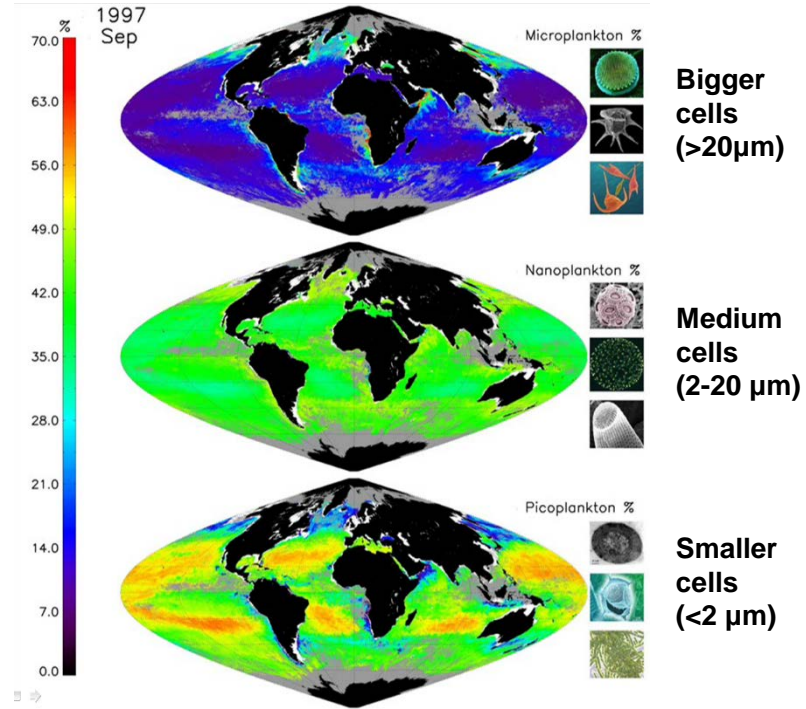 1997
Sep
%
70.0
63.0
56.0
49.0
42.0
35.0
28.0
21.0
14.0
7.0
0.0
Microplankton %
Bigger
cells
(>20µm)
Nanoplankton %
Medium
cells
(2-20 µm)
Picoplankton %
Smaller
cells
(<2 µm)